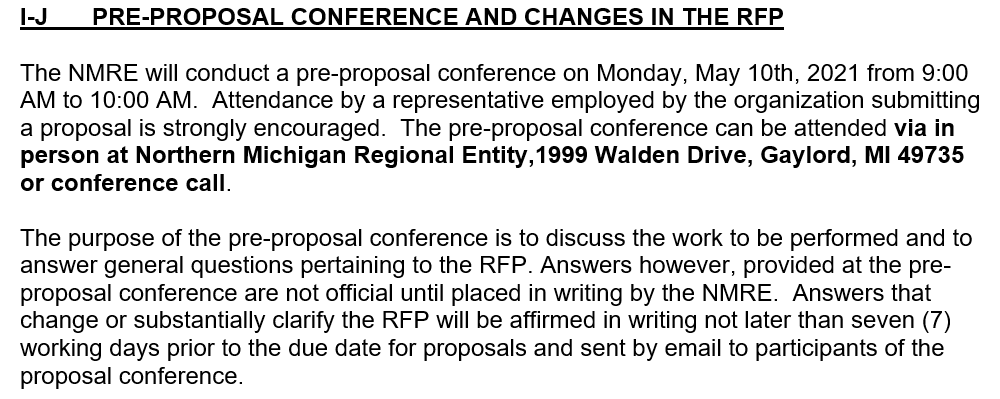 I-J PRE-PROPOSAL CONFERENCE AND CHANGES IN THE RFP
The NMRE will conduct a pre-proposal conference on Monday, May 10th, 2021 from 9:00
AM to 10:00 AM.  Attendance by a representative employed by the organization submitting
a proposal is strongly encouraged.  The pre-proposal conference can be attended via in
person at Northern Michigan Regional Entity,1999 Walden Drive, Gaylord, MI 49735
or conference call.
The purpose of the pre-proposal conference is to discuss the work to be performed and to
answer general questions pertaining to the RFP. Answers however, provided at the pre-
proposal conference are not official until placed in writing by the NMRE.  Answers that
change or substantially clarify the RFP will be affirmed in writing not later than seven (7)
working days prior to the due date for proposals and sent by email to participants of the
proposal conference.